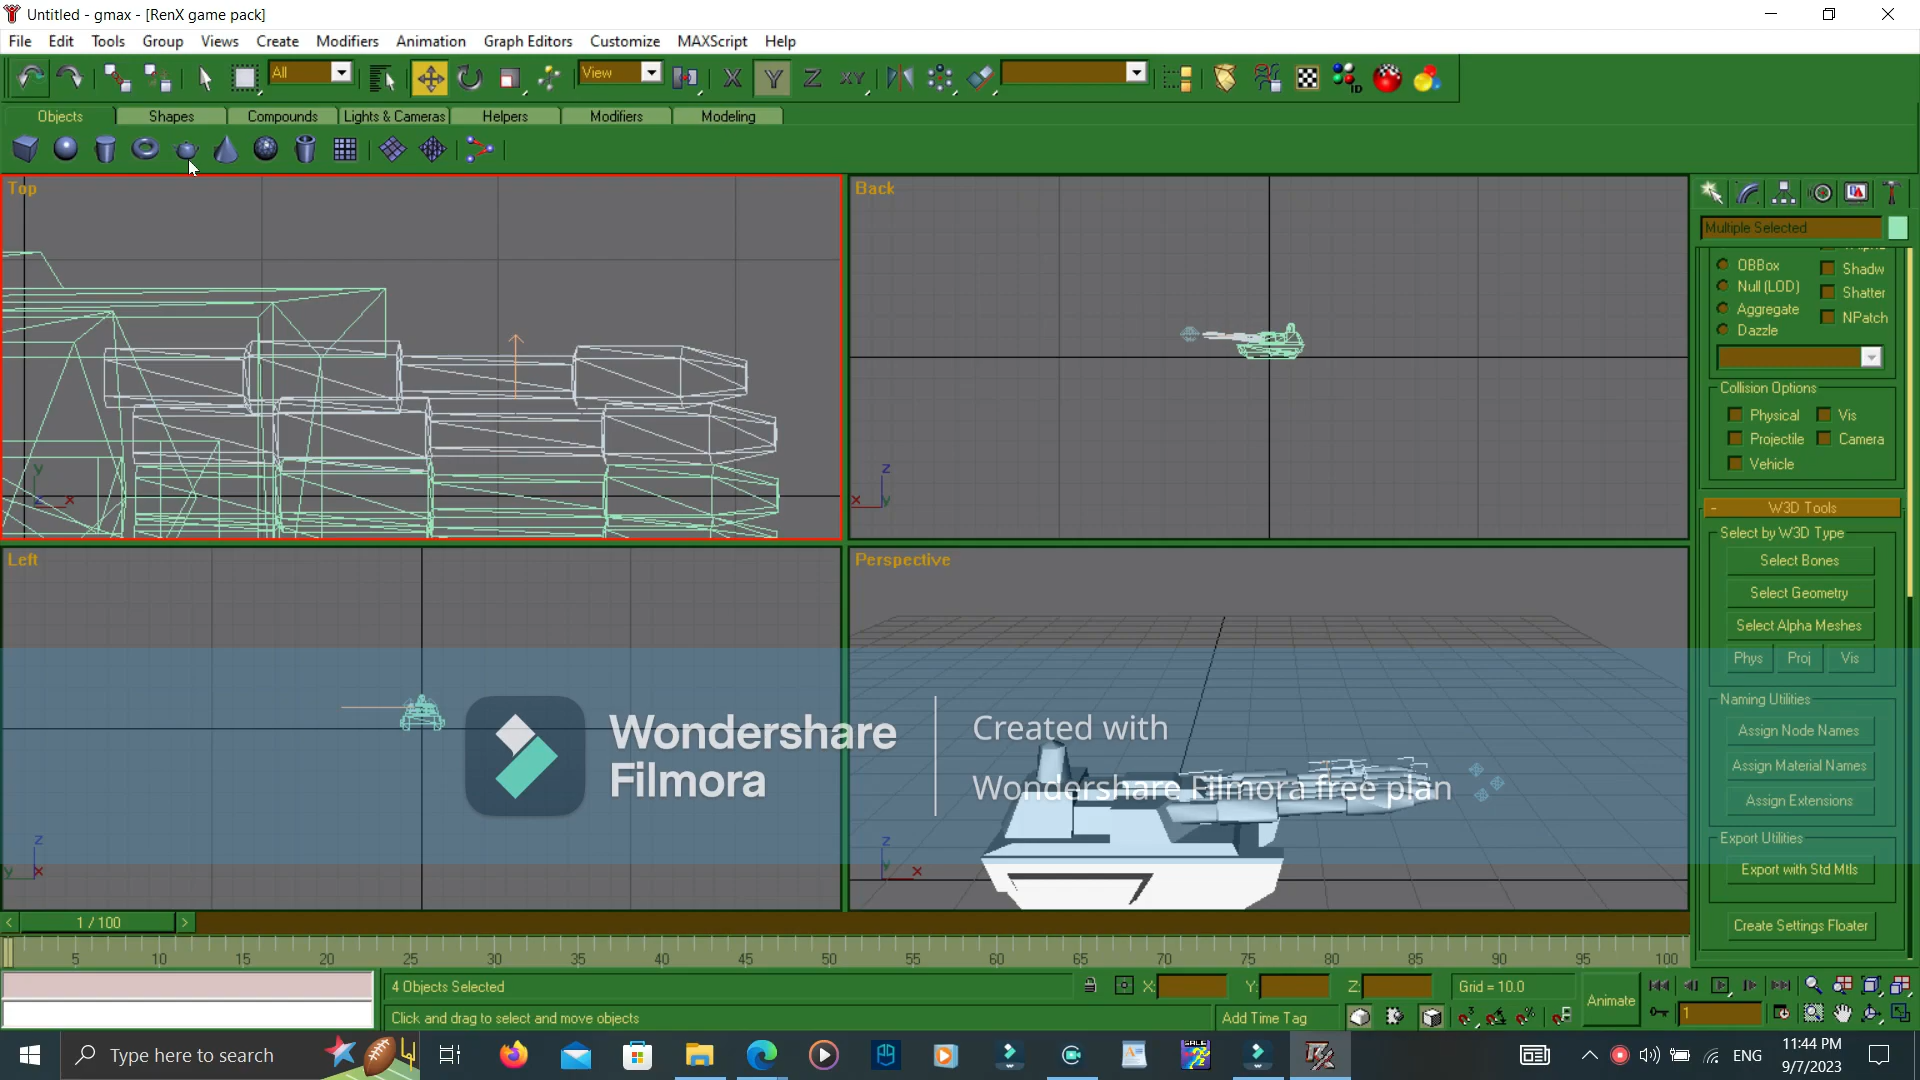 Untitled - gmax - [RenX game pack]
File Edit Tools Group Views Create Modifiers Animation Graph Editors Customize MAXScript Help
All View X Y Z XY ID
Objects Shapes Compounds Lights & Cameras Helpers Modifiers Modeling
Top
Back
Left
Perspective
Multiple Selected
OBBox Shadw
Null (LOD) Shatter
Aggregate NPatch
Dazzle
Collision Options
Physical Vis
Projectile Camera
Vehicle
- W3D Tools
Select by W3D Type
Select Bones
Select Geometry
Select Alpha Meshes
Phys Proj Vis
Naming Utilities
Assign Node Names
Assign Material Names
Assign Extensions
Export Utilities
Export with Std Mtls
Create Settings Floater
Wondershare
Filmora
Created with
Wondershare Filmora free plan
< 1 / 100 >
5 10 15 20 25 30 35 40 45 50 55 60 65 70 75 80 85 90 95 100
4 Objects Selected X: Y: Z: Grid = 10.0
Click and drag to select and move objects Add Time Tag Animate 1
Type here to search
ENG
11:44 PM
9/7/2023